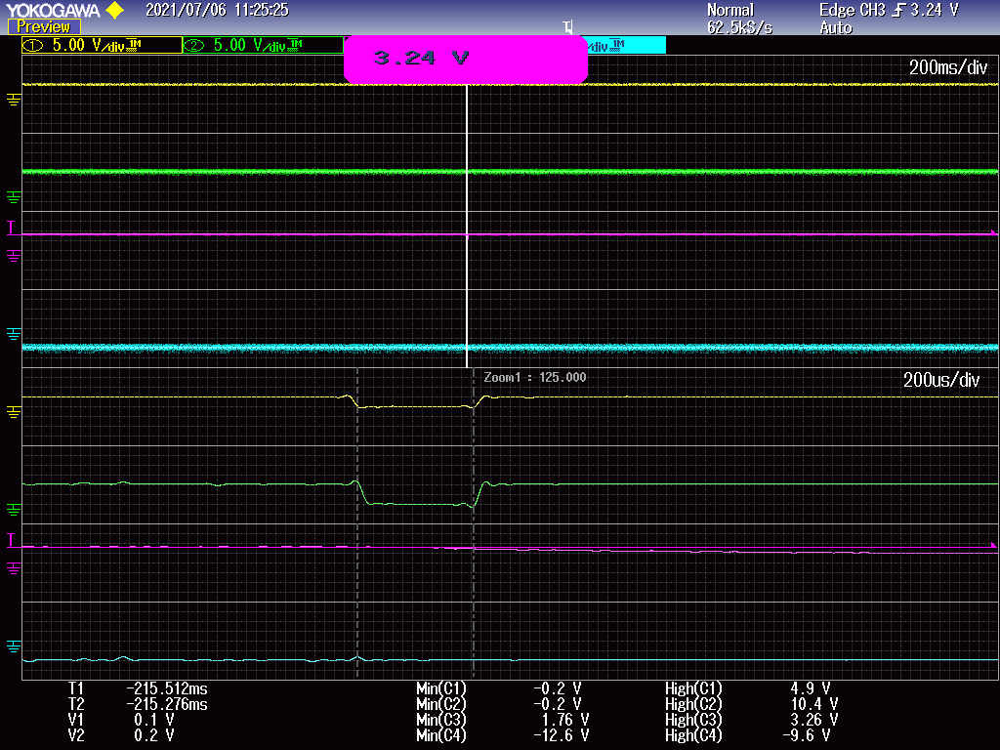 YOKOGAWA 2021/07/06 11:25:25 Normal Edge CH3 3.24 V
Preview 62.5kS/s Auto
1 5.00 V/div 1M 2 5.00 V/div 1M /div 1M
3.24 V
200ms/div
T
T
Zoom1 : 125.000
200us/div
T
T1 -215.512ms Min(C1) -0.2 V High(C1) 4.9 V
T2 -215.276ms Min(C2) -0.2 V High(C2) 10.4 V
V1 0.1 V Min(C3) 1.76 V High(C3) 3.26 V
V2 0.2 V Min(C4) -12.6 V High(C4) -9.6 V